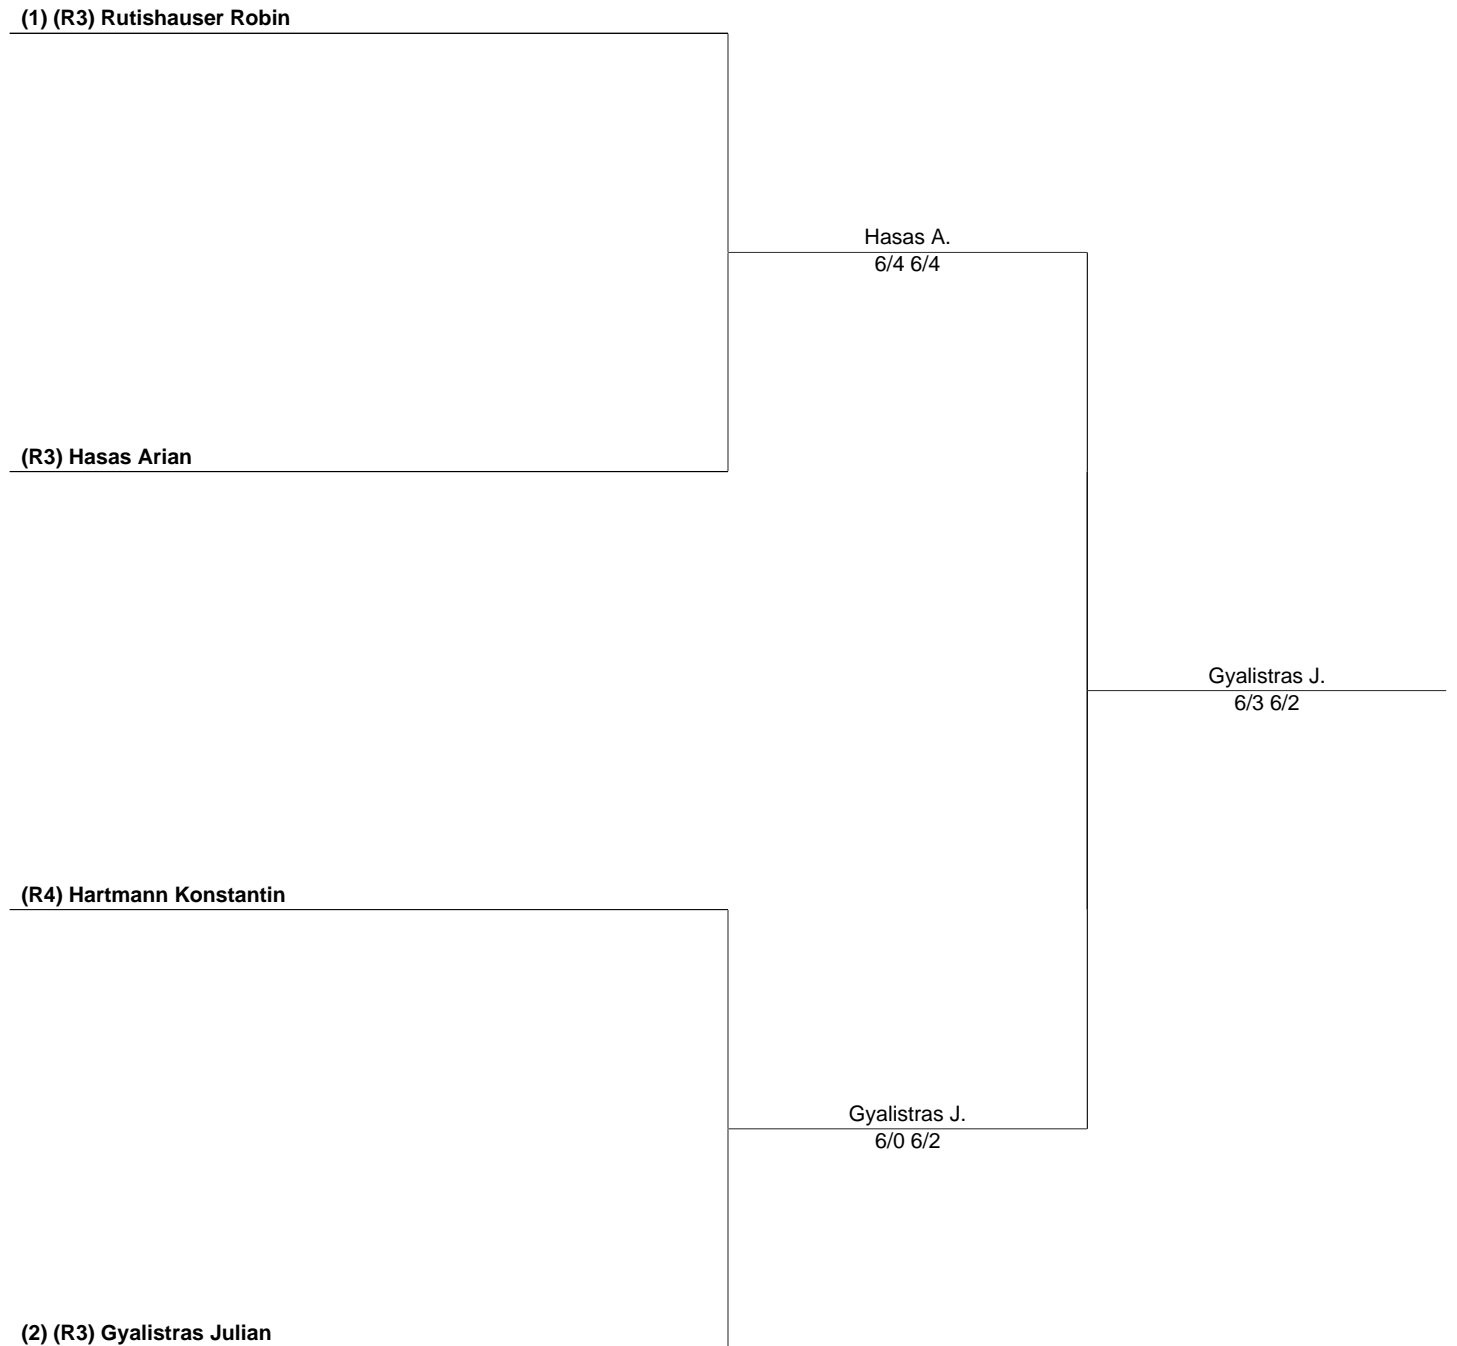 (1) (R3) Rutishauser Robin
Hasas A.
6/4 6/4
(R3) Hasas Arian
Gyalistras J.
6/3 6/2
(R4) Hartmann Konstantin
Gyalistras J.
6/0 6/2
(2) (R3) Gyalistras Julian